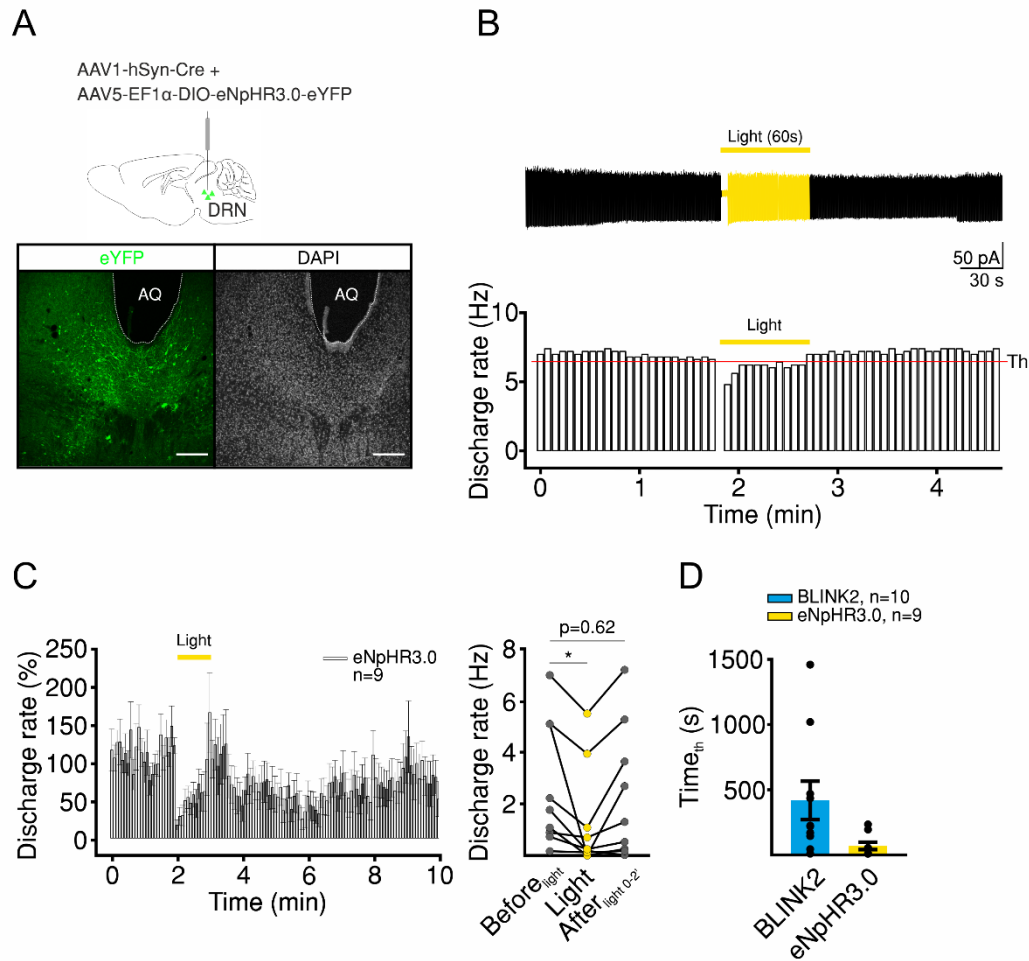 A
AAV1-hSyn-Cre +
AAV5-EF1α-DIO-eNpHR3.0-eYFP
DRN
eYFP
DAPI
AQ
AQ
B
Light (60s)
50 pA
30 s
Discharge rate (Hz)
10
5
0
Light
Th
0 1 2 3 4
Time (min)
C
Discharge rate (%)
250
200
150
100
50
0
Light
eNpHR3.0
n=9
0 2 4 6 8 10
Time (min)
Discharge rate (Hz)
8
6
4
2
p=0.62
*
Before light
Light
After light 0-2'
D
BLINK2, n=10
eNpHR3.0, n=9
Time th (s)
1500
1000
500
0
BLINK2
eNpHR3.0